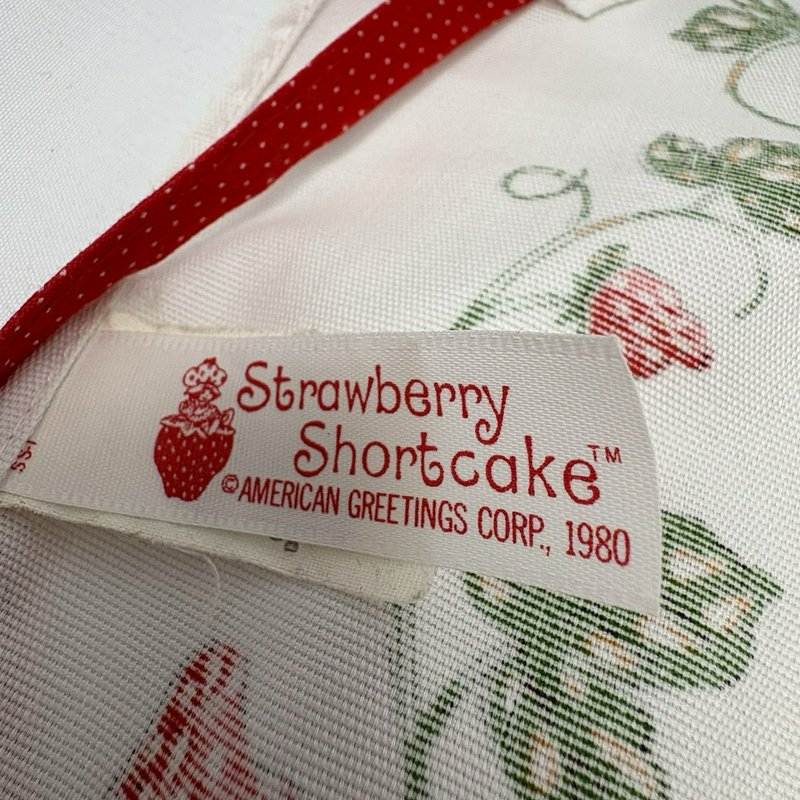 Strawberry
Shortcake™
©AMERICAN GREETINGS CORP., 1980